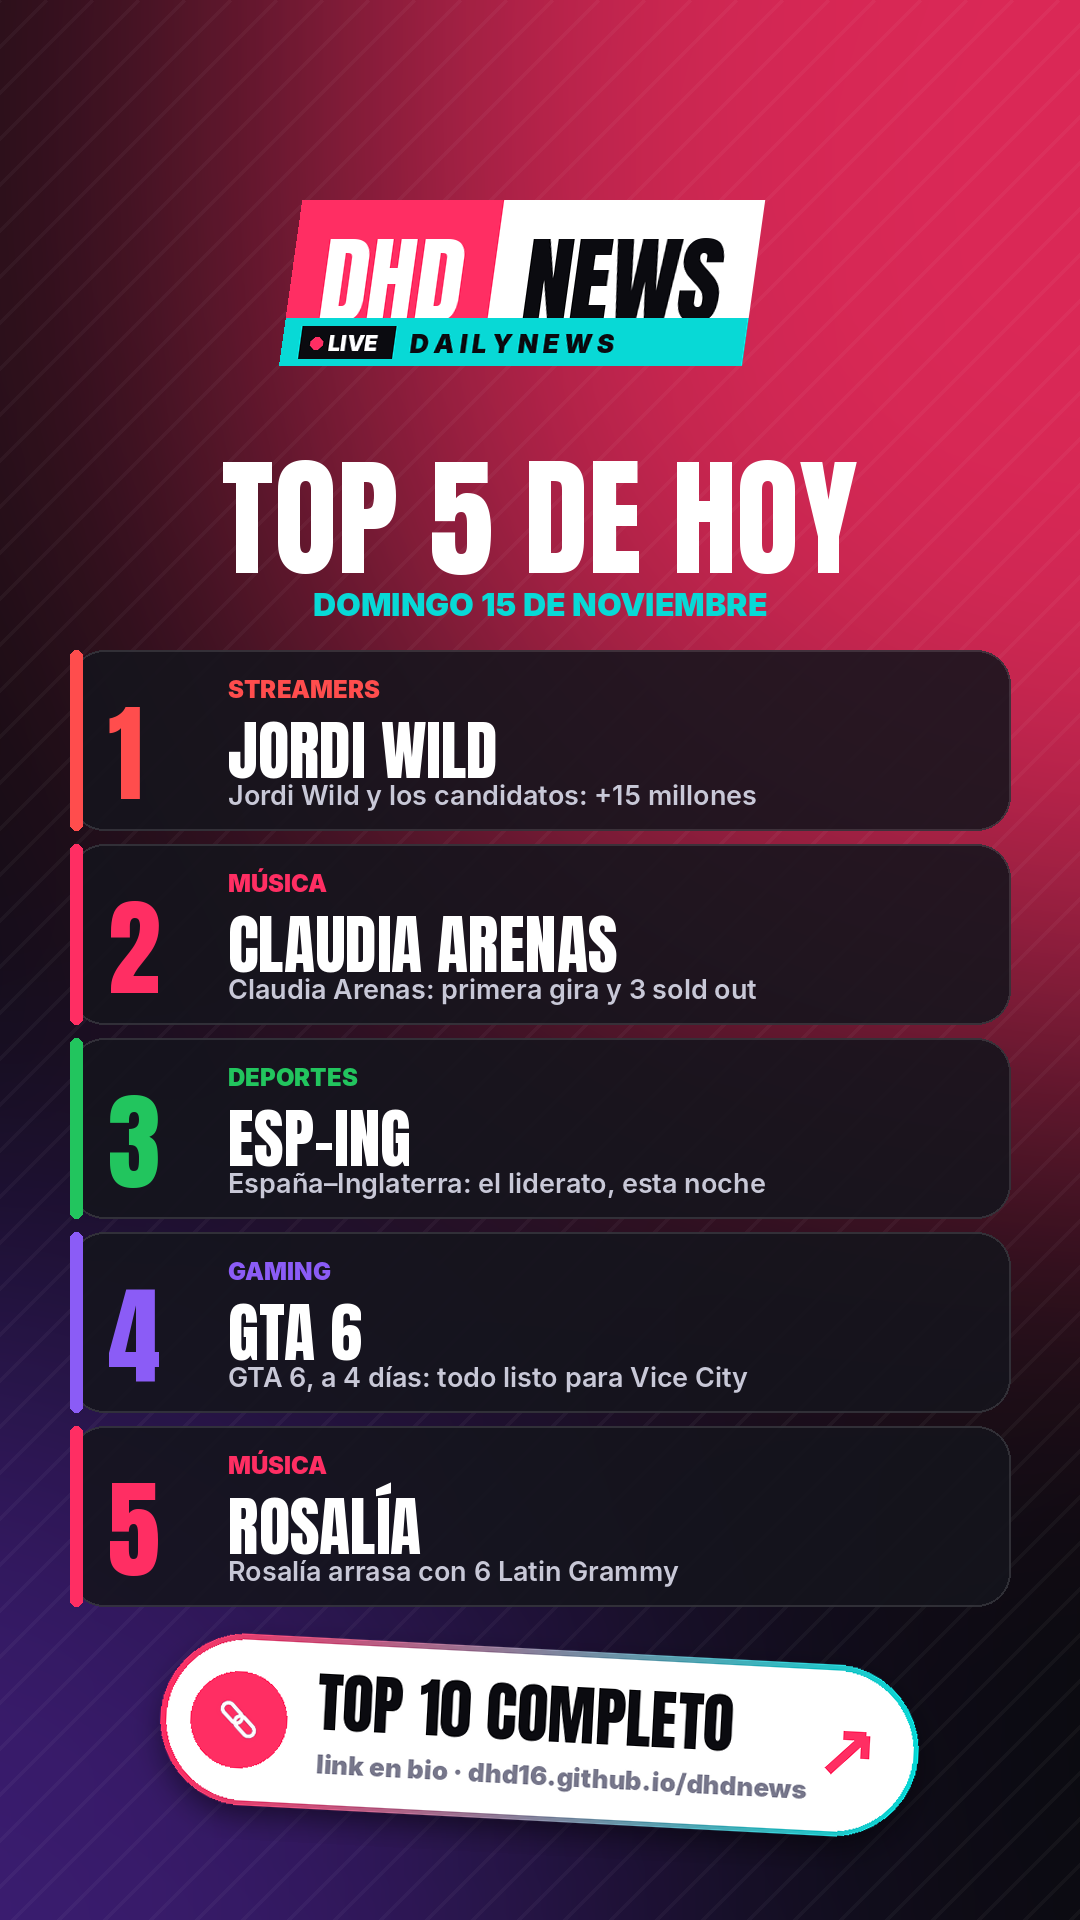 DHD NEWS
LIVE DAILYNEWS
TOP 5 DE HOY
DOMINGO 15 DE NOVIEMBRE
1
STREAMERS
JORDI WILD
Jordi Wild y los candidatos: +15 millones
2
MÚSICA
CLAUDIA ARENAS
Claudia Arenas: primera gira y 3 sold out
3
DEPORTES
ESP-ING
España–Inglaterra: el liderato, esta noche
4
GAMING
GTA 6
GTA 6, a 4 días: todo listo para Vice City
5
MÚSICA
ROSALÍA
Rosalía arrasa con 6 Latin Grammy
TOP 10 COMPLETO
link en bio · dhd16.github.io/dhdnews